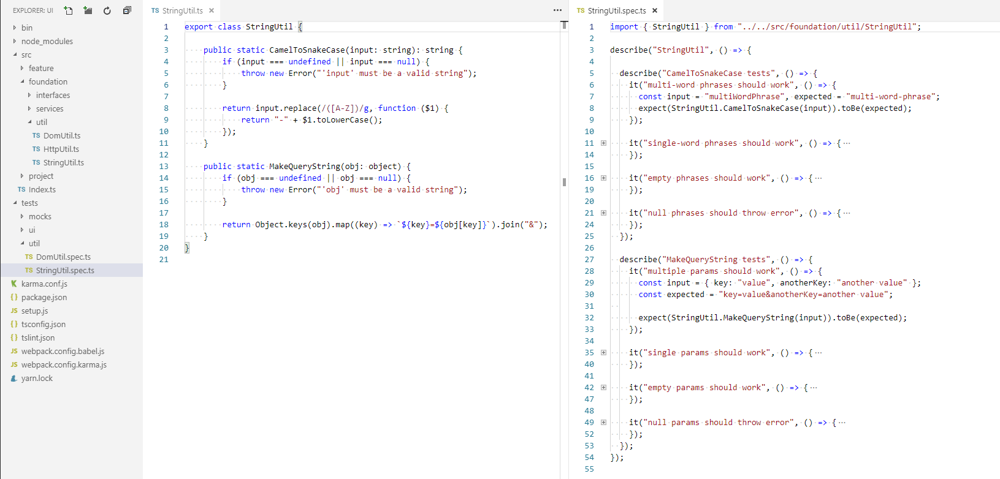 EXPLORER: UI
bin
node_modules
src
feature
foundation
interfaces
services
util
TS DomUtil.ts
TS HttpUtil.ts
TS StringUtil.ts
project
TS Index.ts
tests
mocks
ui
util
TS DomUtil.spec.ts
TS StringUtil.spec.ts
karma.conf.js
{} package.json
JS setup.js
{} tsconfig.json
{} tslint.json
JS webpack.config.babel.js
JS webpack.config.karma.js
yarn.lock
TS StringUtil.ts ×
1 export class StringUtil {
2
3 public static CamelToSnakeCase(input: string): string {
4 if (input === undefined || input === null) {
5 throw new Error("'input' must be a valid string");
6 }
7
8 return input.replace(/([A-Z])/g, function ($1) {
9 return "-" + $1.toLowerCase();
10 });
11 }
12
13 public static MakeQueryString(obj: object) {
14 if (obj === undefined || obj === null) {
15 throw new Error("'obj' must be a valid string");
16 }
17
18 return Object.keys(obj).map((key) => `${key}=${obj[key]}`).join("&");
19 }
20 }
21
TS StringUtil.spec.ts ×
1 import { StringUtil } from "../../src/foundation/util/StringUtil";
2
3 describe("StringUtil", () => {
4
5 describe("CamelToSnakeCase tests", () => {
6 it("multi-word phrases should work", () => {
7 const input = "multiWordPhrase", expected = "multi-word-phrase";
8 expect(StringUtil.CamelToSnakeCase(input)).toBe(expected);
9 });
10
11 it("single-word phrases should work", () => { ...
14 });
15
16 it("empty phrases should work", () => { ...
19 });
20
21 it("null phrases should throw error", () => { ...
24 });
25 });
26
27 describe("MakeQueryString tests", () => {
28 it("multiple params should work", () => {
29 const input = { key: "value", anotherKey: "another value" };
30 const expected = "key=value&anotherKey=another value";
31
32 expect(StringUtil.MakeQueryString(input)).toBe(expected);
33 });
34
35 it("single params should work", () => { ...
40 });
41
42 it("empty params should work", () => { ...
47 });
48
49 it("null params should throw error", () => { ...
52 });
53 });
54 });
55